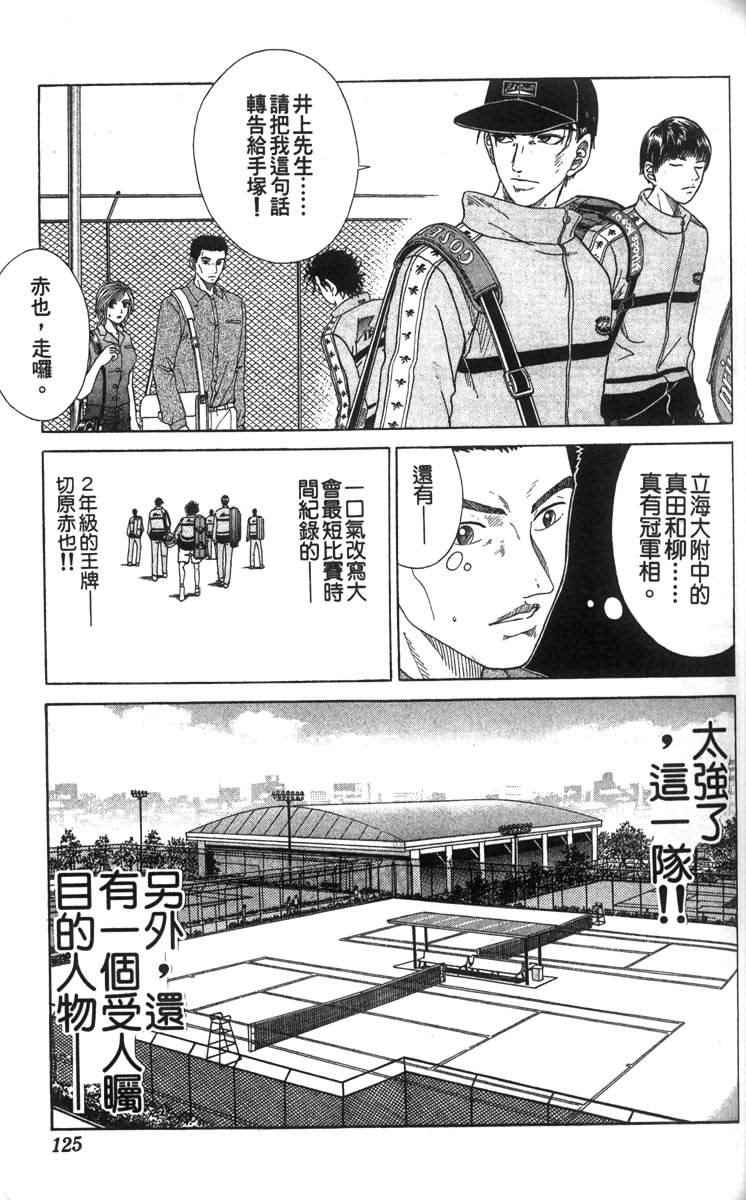 井上先生……
請把我這句話
轉告給手塚！
赤也，走囉。
立海大附中的
真田和柳……
真有冠軍相。
還有——
一口氣改寫大
會最短比賽時
間紀錄的——
2年級的王牌——
切原赤也!!
太強了
，這一隊!!
另外，還
有一個受人矚
目的人物——
125